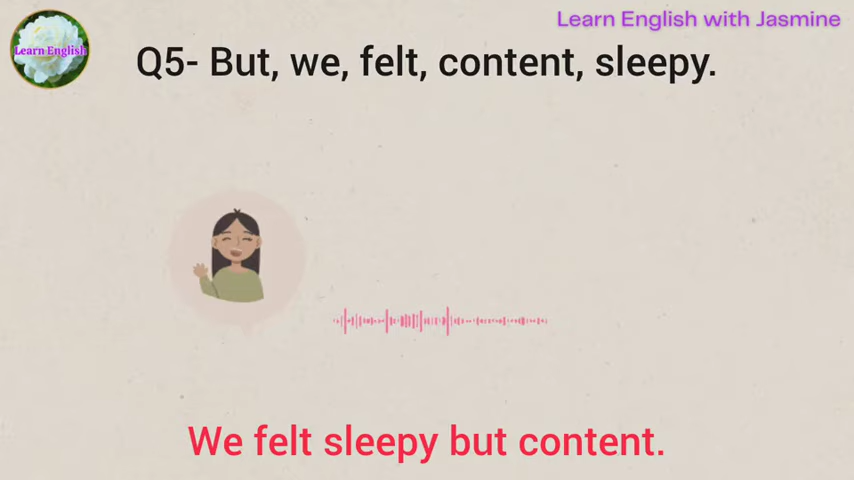 Learn English with Jasmine
Learn English
Q5- But, we, felt, content, sleepy.
We felt sleepy but content.